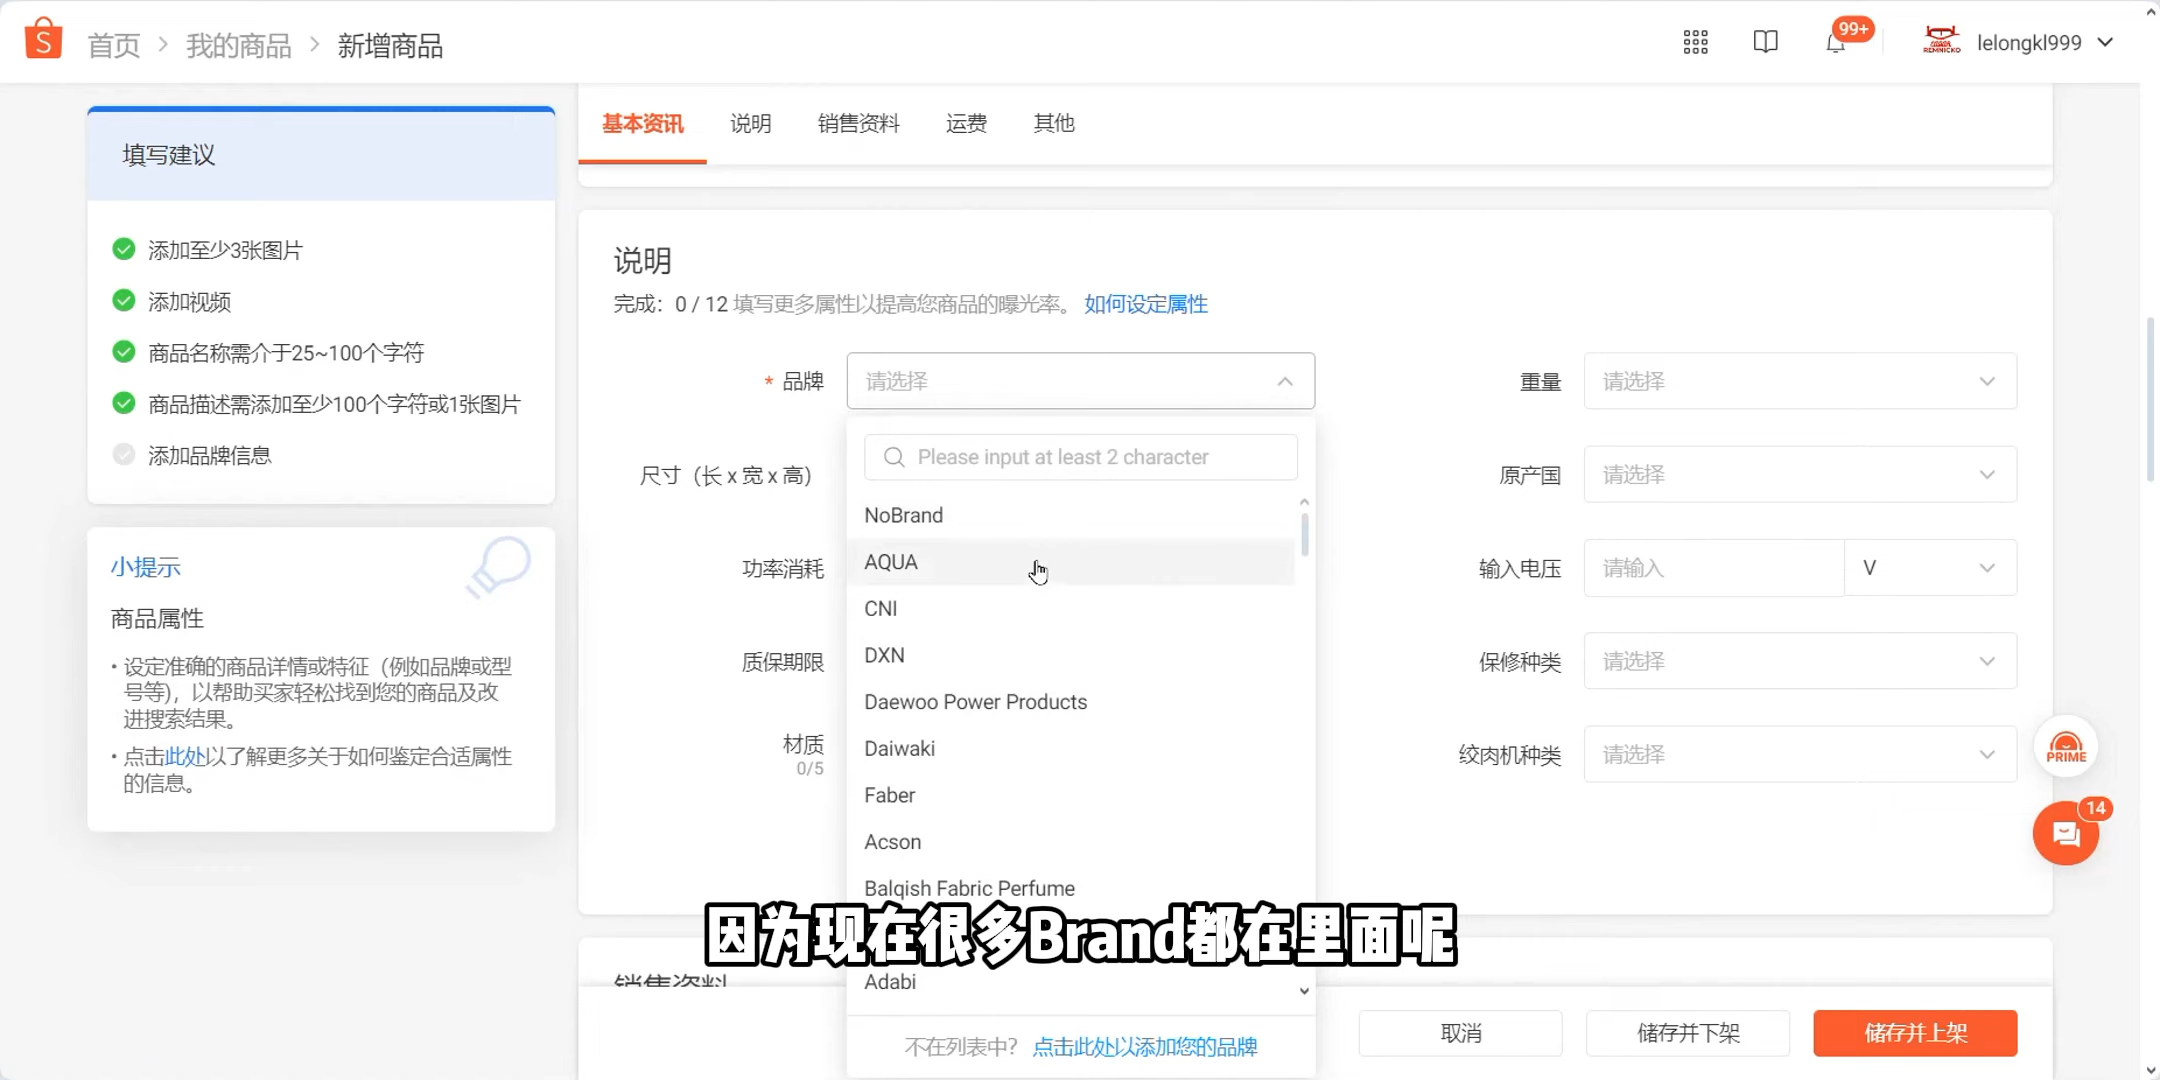 首页 > 我的商品 > 新增商品
99+
REMNICKO
lelongkl999
基本资讯 说明 销售资料 运费 其他
填写建议
添加至少3张图片
添加视频
商品名称需介于25~100个字符
商品描述需添加至少100个字符或1张图片
添加品牌信息
小提示
商品属性
·设定准确的商品详情或特征（例如品牌或型
号等)，以帮助买家轻松找到您的商品及改
进搜索结果。
·点击此处以了解更多关于如何鉴定合适属性
的信息。
说明
完成：0 / 12 填写更多属性以提高您商品的曝光率。 如何设定属性
* 品牌 请选择
重量 请选择
尺寸（长 x 宽 x 高）
原产国 请选择
功率消耗
输入电压 请输入 V
质保期限
保修种类 请选择
材质
0/5
绞肉机种类 请选择
Please input at least 2 character
NoBrand
AQUA
CNI
DXN
Daewoo Power Products
Daiwaki
Faber
Acson
Balqish Fabric Perfume
因为现在很多Brand都在里面呢
Adabi
不在列表中？ 点击此处以添加您的品牌
销售资料
取消 储存并下架 储存并上架
PRIME
14